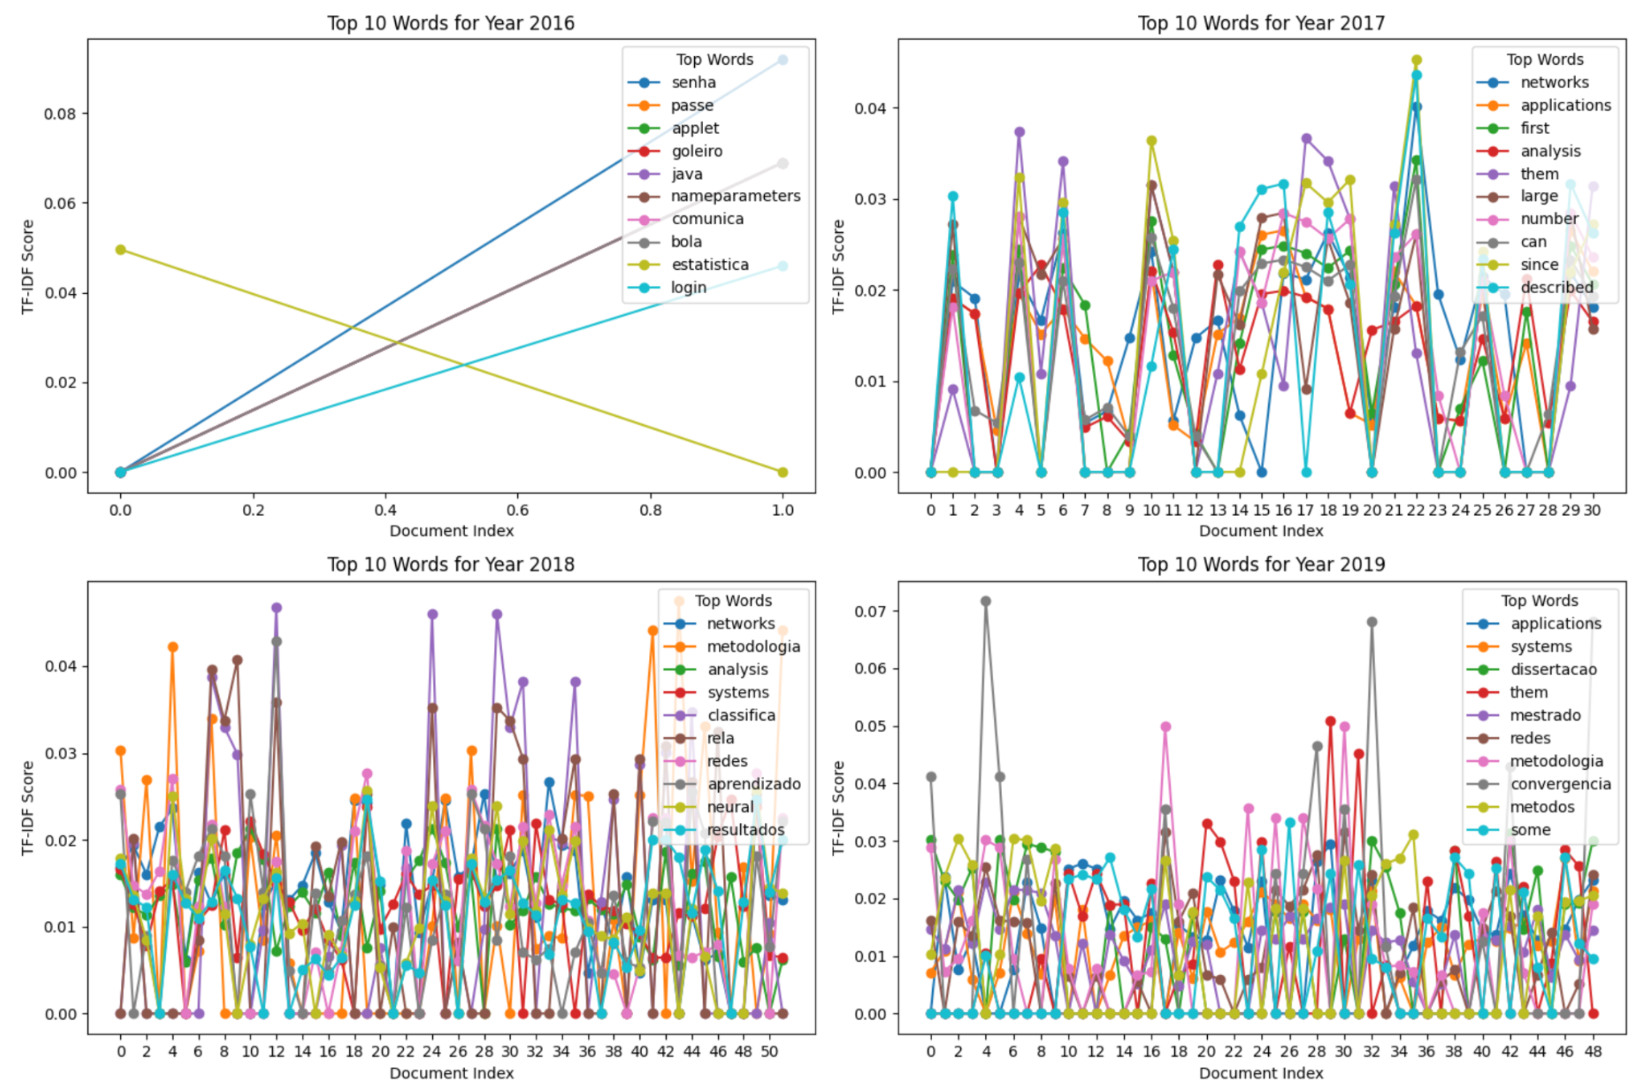 Top 10 Words for Year 2016
TF-IDF Score
0.08
0.06
0.04
0.02
0.00
Top Words
senha
passe
applet
goleiro
java
nameparameters
comunica
bola
estatistica
login
0.0 0.2 0.4 0.6 0.8 1.0
Document Index
Top 10 Words for Year 2017
TF-IDF Score
0.04
0.03
0.02
0.01
0.00
Top Words
networks
applications
first
analysis
them
large
number
can
since
described
0 1 2 3 4 5 6 7 8 9 10 11 12 13 14 15 16 17 18 19 20 21 22 23 24 25 26 27 28 29 30
Document Index
Top 10 Words for Year 2018
TF-IDF Score
0.04
0.03
0.02
0.01
0.00
Top Words
networks
metodologia
analysis
systems
classifica
rela
redes
aprendizado
neural
resultados
0 2 4 6 8 10 12 14 16 18 20 22 24 26 28 30 32 34 36 38 40 42 44 46 48 50
Document Index
Top 10 Words for Year 2019
TF-IDF Score
0.07
0.06
0.05
0.04
0.03
0.02
0.01
0.00
Top Words
applications
systems
dissertacao
them
mestrado
redes
metodologia
convergencia
metodos
some
0 2 4 6 8 10 12 14 16 18 20 22 24 26 28 30 32 34 36 38 40 42 44 46 48
Document Index